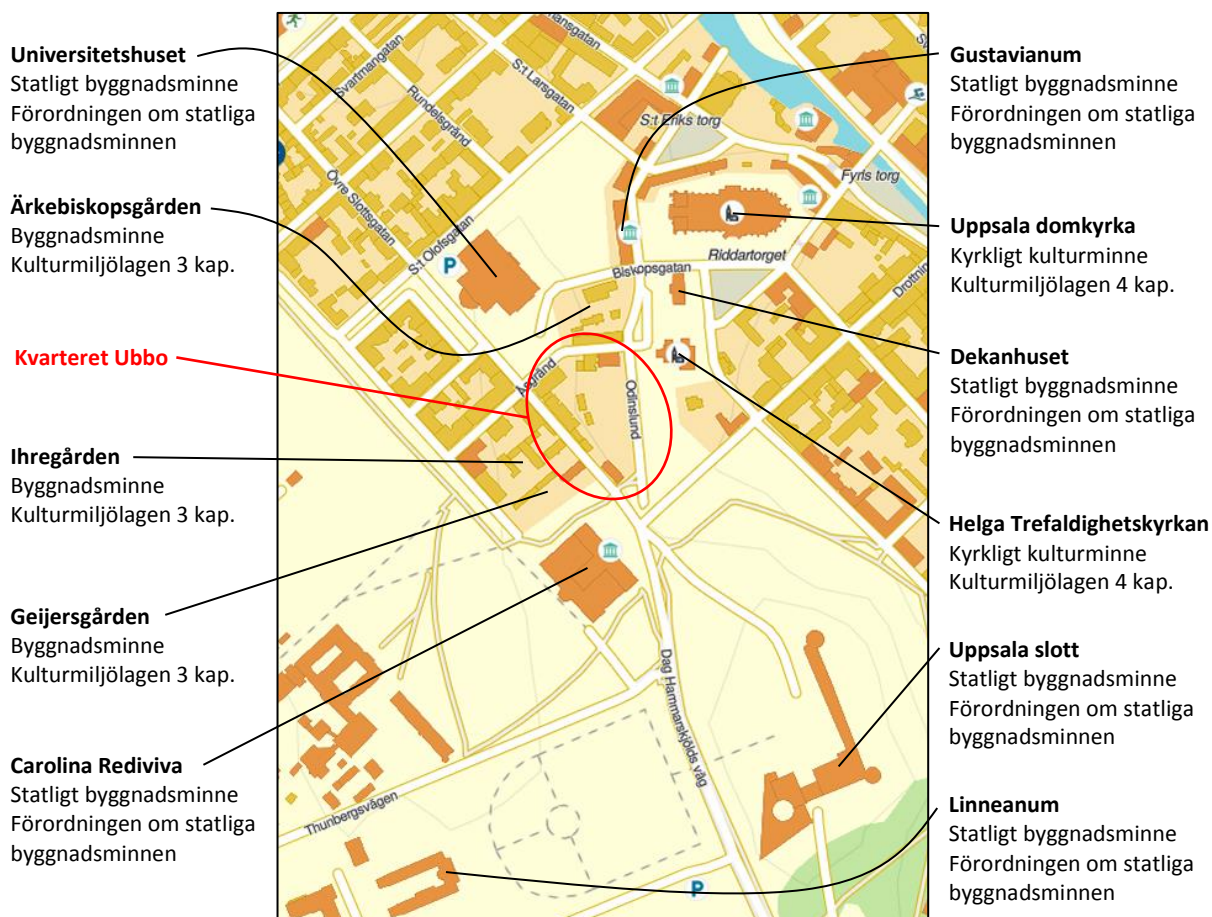 Universitetshuset
Statligt byggnadsminne
Förordningen om statliga
byggnadsminnen
Ärkebiskopsgården
Byggnadsminne
Kulturmiljölagen 3 kap.
Kvarteret Ubbo
Ihregården
Byggnadsminne
Kulturmiljölagen 3 kap.
Geijersgården
Byggnadsminne
Kulturmiljölagen 3 kap.
Carolina Rediviva
Statligt byggnadsminne
Förordningen om statliga
byggnadsminnen
Svartmangatan
Rundelsgränd
S:t Larsgatan
S:t Eriks torg
Övre Slottsgatan
S:t Olofsgatan
P
Fyris torg
Riddartorget
Biskopsgatan
Åsgränd
Odinslund
Dag Hammarskjölds väg
Thunbergsvägen
P
Gustavianum
Statligt byggnadsminne
Förordningen om statliga
byggnadsminnen
Uppsala domkyrka
Kyrkligt kulturminne
Kulturmiljölagen 4 kap.
Dekanhuset
Statligt byggnadsminne
Förordningen om statliga
byggnadsminnen
Helga Trefaldighetskyrkan
Kyrkligt kulturminne
Kulturmiljölagen 4 kap.
Uppsala slott
Statligt byggnadsminne
Förordningen om statliga
byggnadsminnen
Linneanum
Statligt byggnadsminne
Förordningen om statliga
byggnadsminnen